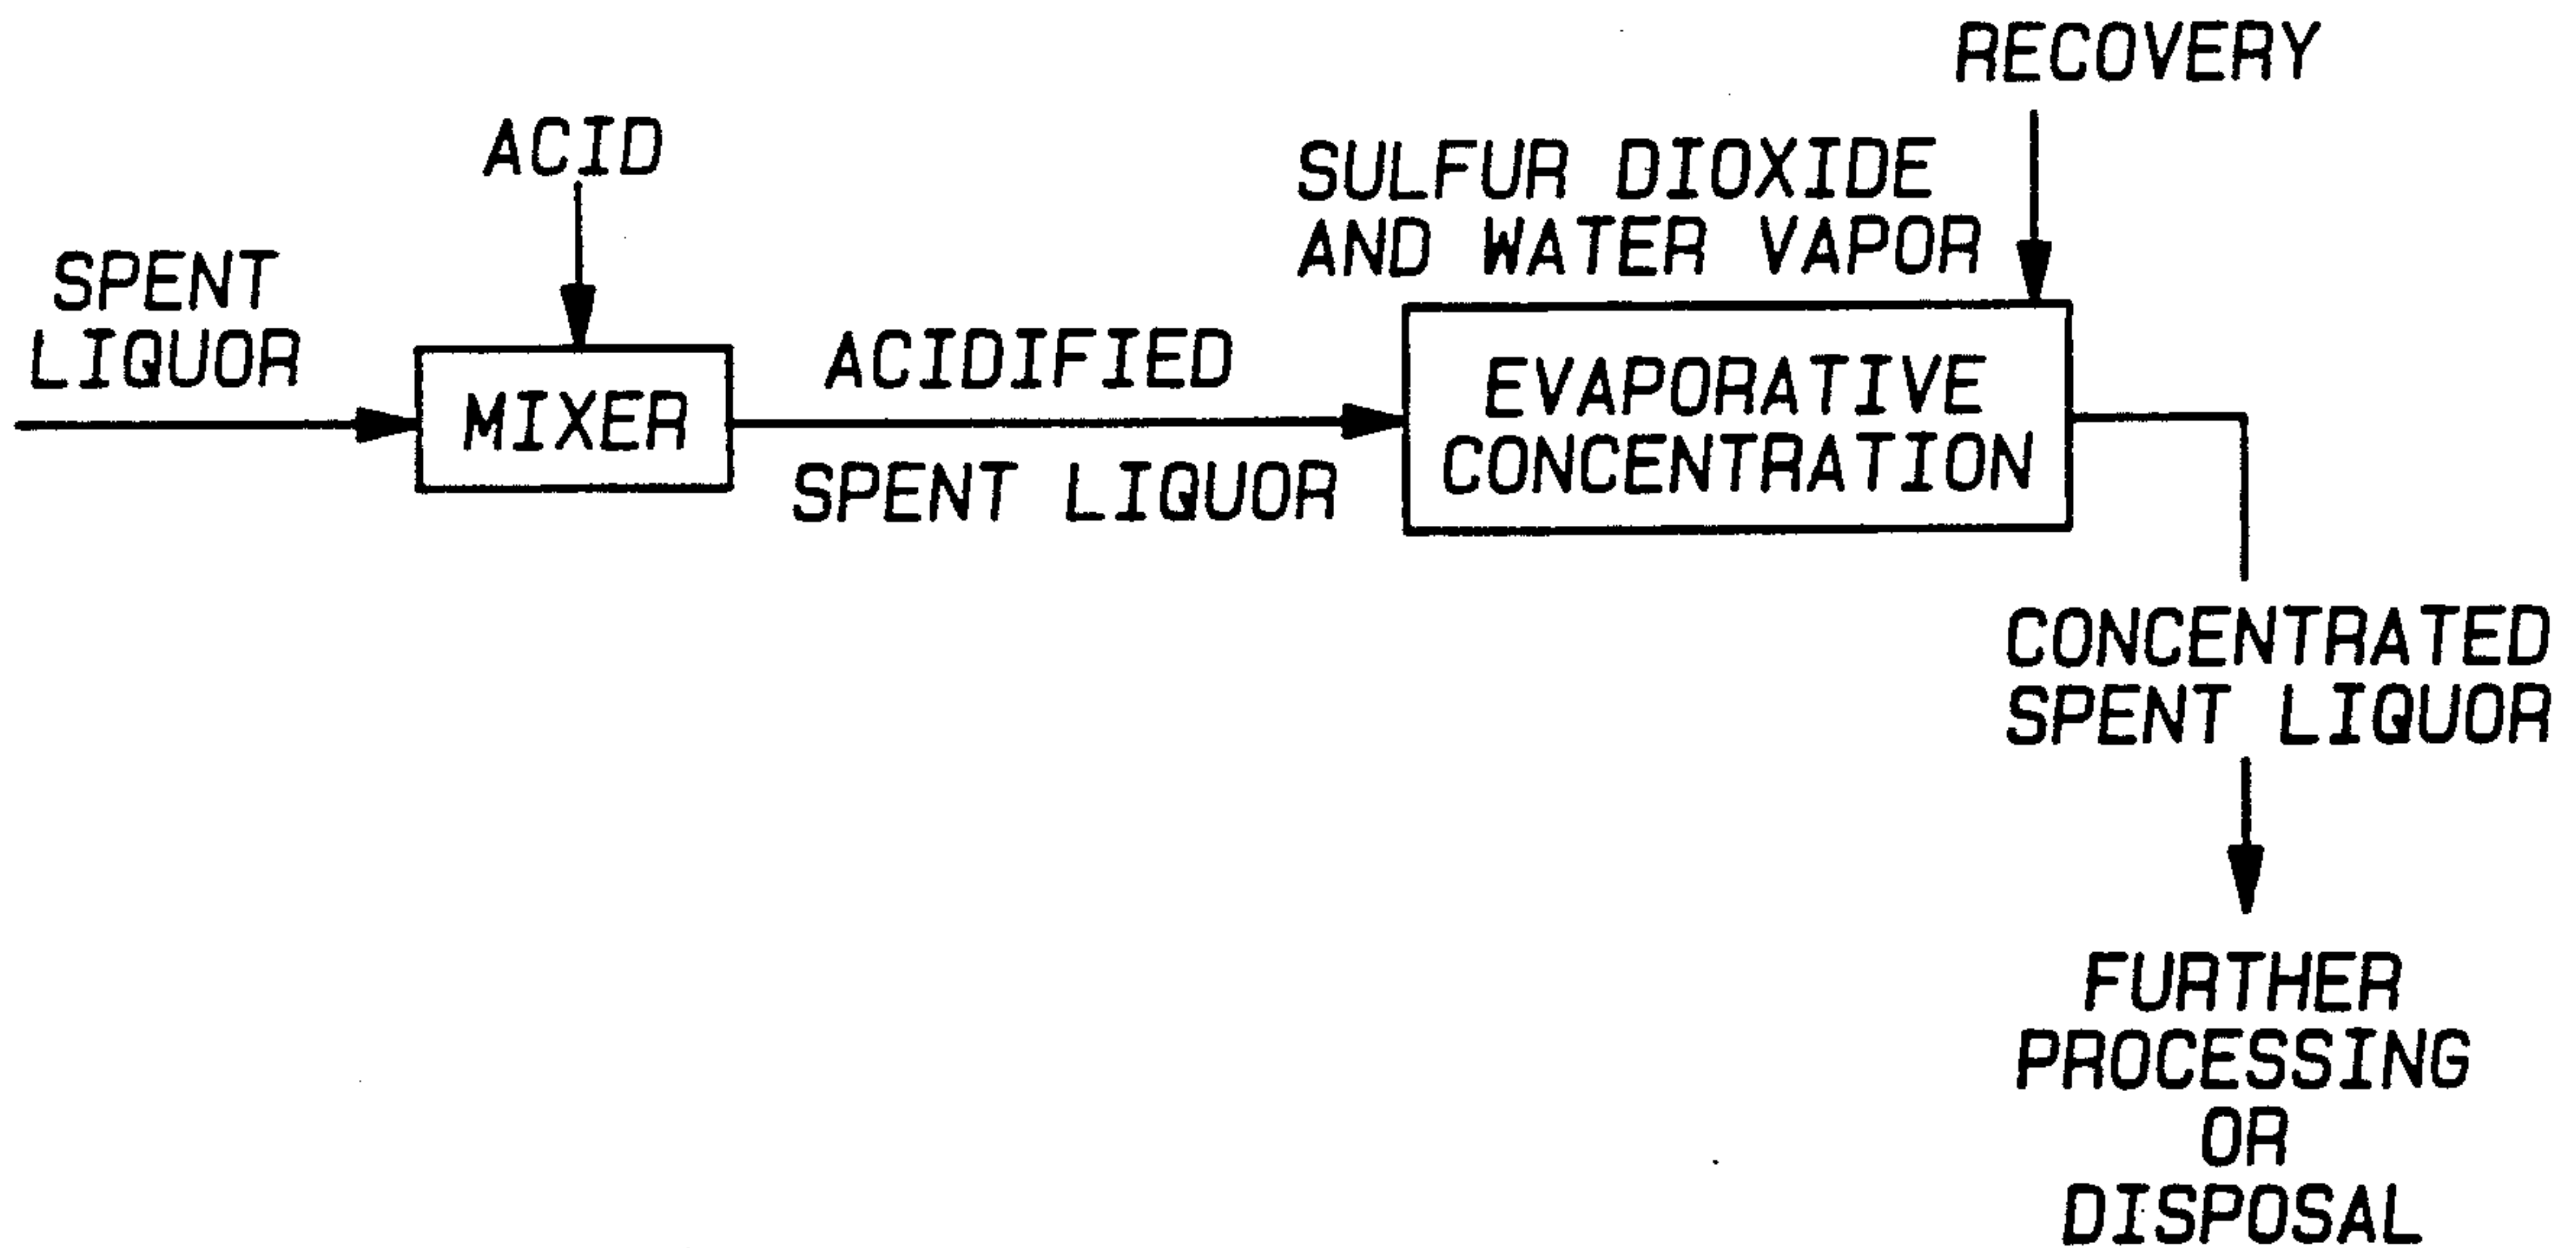 RECOVERY
ACID
SULFUR DIOXIDE
AND WATER VAPOR
SPENT
LIQUOR
MIXER
ACIDIFIED
SPENT LIQUOR
EVAPORATIVE
CONCENTRATION
CONCENTRATED
SPENT LIQUOR
FURTHER
PROCESSING
OR
DISPOSAL